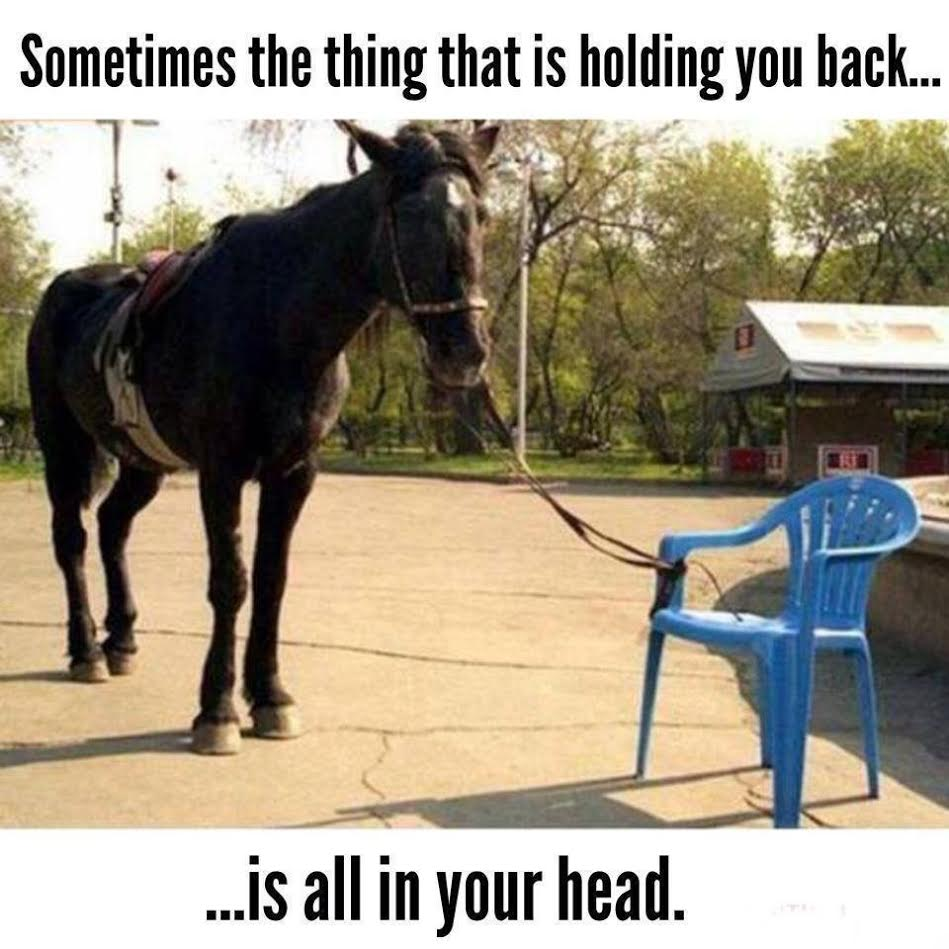 Sometimes the thing that is holding you back...
...is all in your head.